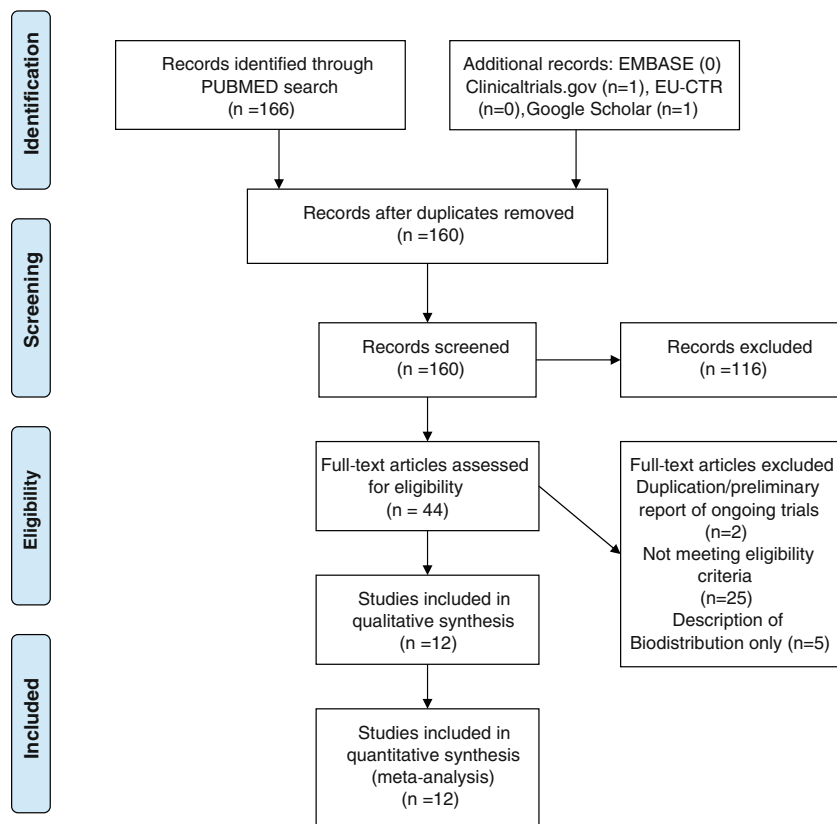 Identification
Records identified through
PUBMED search
(n =166)
Additional records: EMBASE (0)
Clinicaltrials.gov (n=1), EU-CTR
(n=0),Google Scholar (n=1)
Records after duplicates removed
(n =160)
Screening
Records screened
(n =160)
Records excluded
(n =116)
Eligibility
Full-text articles assessed
for eligibility
(n = 44)
Full-text articles excluded
Duplication/preliminary
report of ongoing trials
(n=2)
Not meeting eligibility
criteria
(n=25)
Description of
Biodistribution only (n=5)
Studies included in
qualitative synthesis
(n =12)
Included
Studies included in
quantitative synthesis
(meta-analysis)
(n =12)